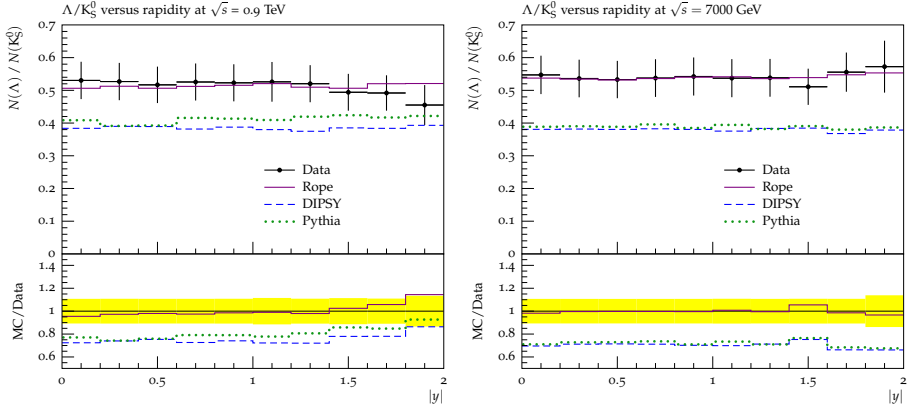 Λ/K⁰_S versus rapidity at √s = 0.9 TeV
N(Λ) / N(K⁰_S)
0.7
0.6
0.5
0.4
0.3
0.2
0.1
0
Data
Rope
DIPSY
Pythia
MC/Data
1.4
1.2
1
0.8
0.6
0 0.5 1 1.5 2
|y|
Λ/K⁰_S versus rapidity at √s = 7000 GeV
N(Λ) / N(K⁰_S)
0.7
0.6
0.5
0.4
0.3
0.2
0.1
0
Data
Rope
DIPSY
Pythia
MC/Data
1.4
1.2
1
0.8
0.6
0 0.5 1 1.5 2
|y|